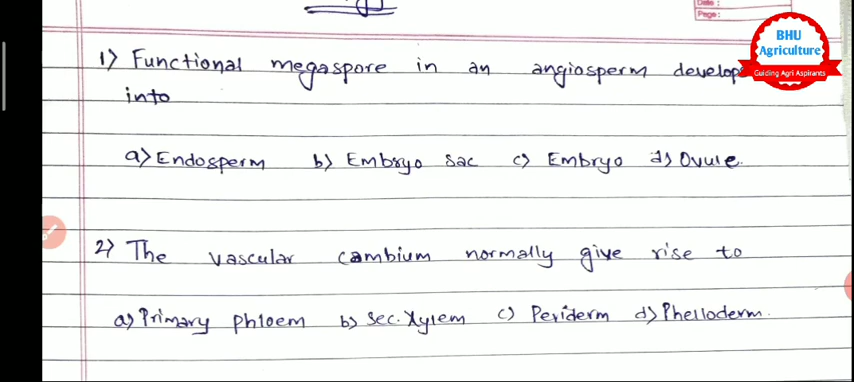 Date :
Page :
BHU
Agriculture
Guiding Agri Aspirants
1) Functional megaspore in an angiosperm develop
into
a) Endosperm b) Embryo Sac c) Embryo d) Ovule.
2) The vascular cambium normally give rise to
a) Primary phloem b) Sec. Xylem c) Periderm d) Phelloderm.